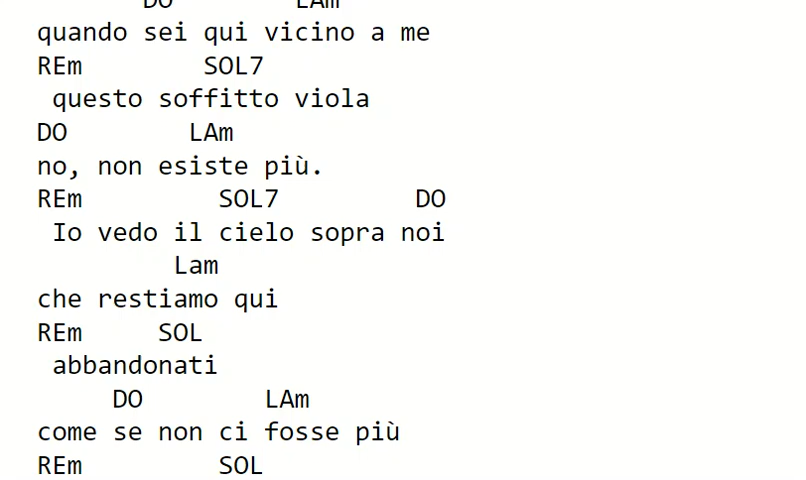 DO        LAm
quando sei qui vicino a me
REm        SOL7
questo soffitto viola
DO        LAm
no, non esiste più.
REm         SOL7         DO
Io vedo il cielo sopra noi
Lam
che restiamo qui
REm     SOL
abbandonati
DO        LAm
come se non ci fosse più
REm         SOL